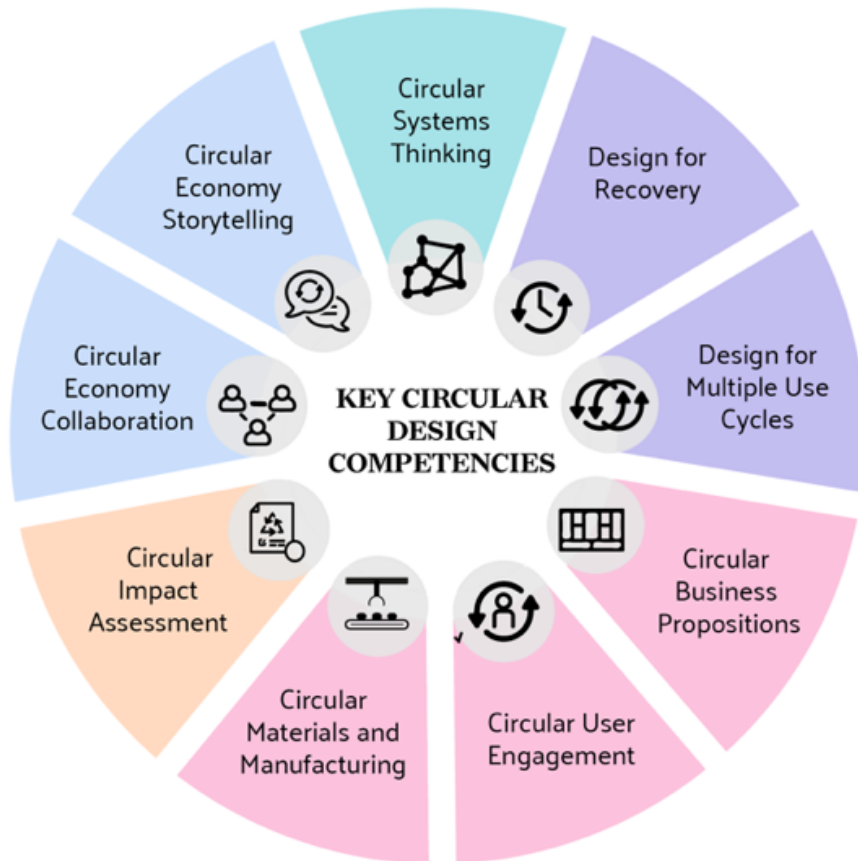 Circular
Systems
Thinking
Design for
Recovery
Design for
Multiple Use
Cycles
Circular
Business
Propositions
Circular User
Engagement
Circular
Materials and
Manufacturing
Circular
Impact
Assessment
Circular
Economy
Collaboration
Circular
Economy
Storytelling
KEY CIRCULAR
DESIGN
COMPETENCIES